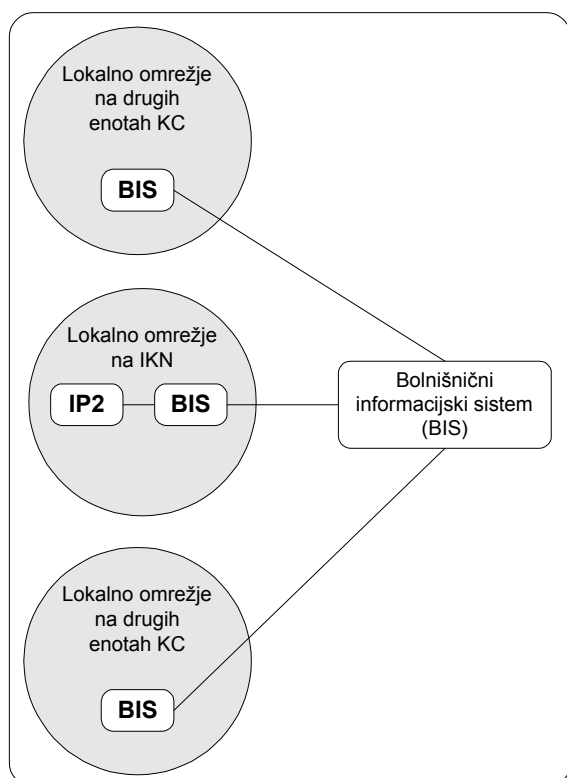 Lokalno omrežje
na drugih
enotah KC
BIS
Lokalno omrežje
na IKN
IP2
BIS
Bolnišnični
informacijski sistem
(BIS)
Lokalno omrežje
na drugih
enotah KC
BIS